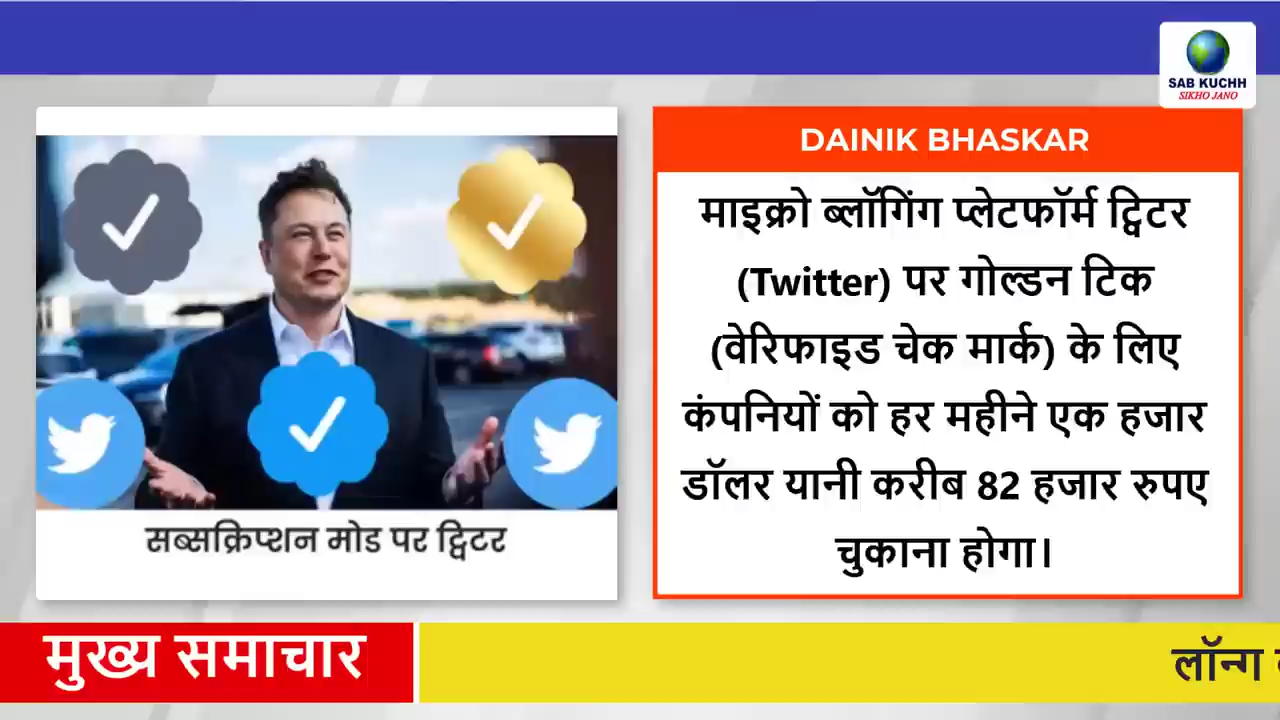 SAB KUCHH
SIKHO JANO
DAINIK BHASKAR
माइक्रो ब्लॉगिंग प्लेटफॉर्म ट्विटर
(Twitter) पर गोल्डन टिक
(वेरिफाइड चेक मार्क) के लिए
कंपनियों को हर महीने एक हजार
डॉलर यानी करीब 82 हजार रुपए
चुकाना होगा।
सब्सक्रिप्शन मोड पर ट्विटर
मुख्य समाचार
लॉन्ग